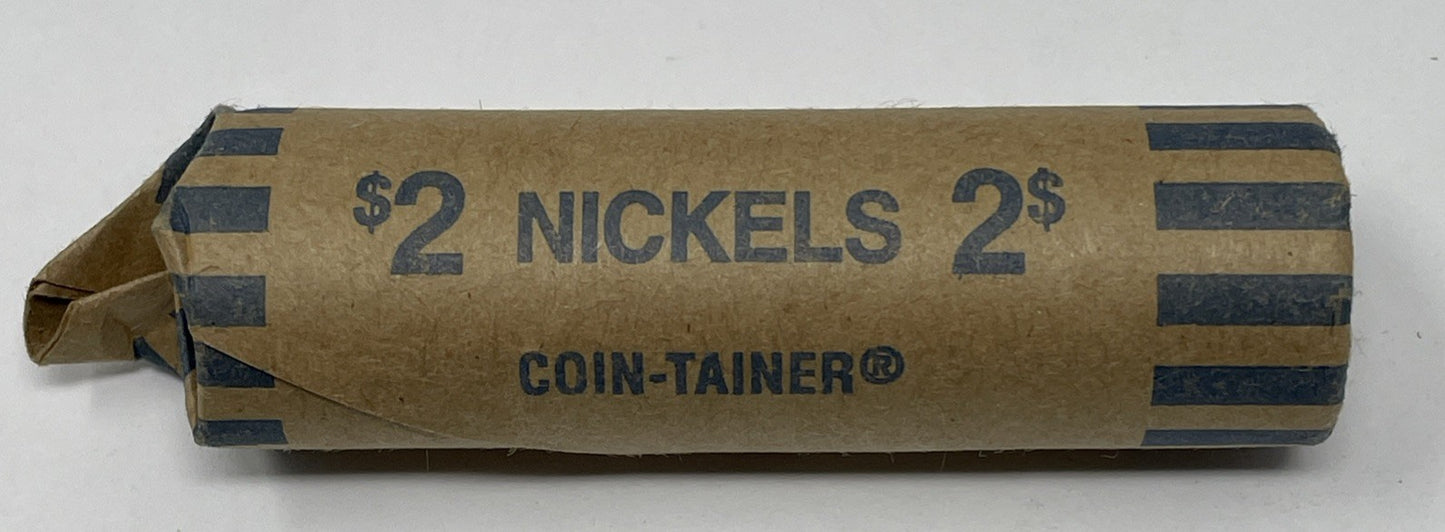 $2 NICKELS 2$
COIN-TAINER®